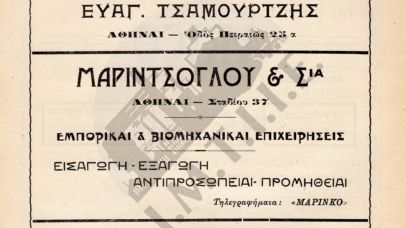 ΕΥΑΓ. ΤΣΑΜΟΥΡΤΖΗΣ
ΑΘΗΝΑΙ — Ὁδὸς Πειραιῶς 25 α
ΜΑΡΙΝΤΣΟΓΛΟΥ & ΣΙΑ
ΑΘΗΝΑΙ — Σταδίου 37
ΕΜΠΟΡΙΚΑΙ & ΒΙΟΜΗΧΑΝΙΚΑΙ ΕΠΙΧΕΙΡΗΣΕΙΣ
ΕΙΣΑΓΩΓΗ - ΕΞΑΓΩΓΗ
ΑΝΤΙΠΡΟΣΩΠΕΙΑΙ - ΠΡΟΜΗΘΕΙΑΙ
Τηλεγραφήματα : «ΜΑΡΙΝΚΟ»